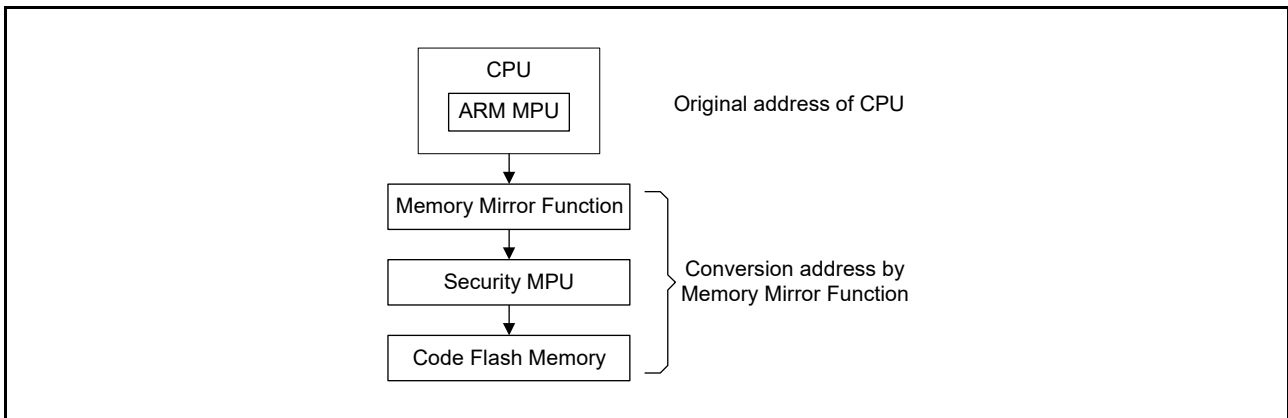 CPU
ARM MPU
Original address of CPU
Memory Mirror Function
Security MPU
Conversion address by
Memory Mirror Function
Code Flash Memory